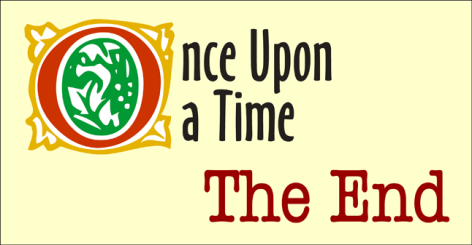 Once Upon
a Time
The End